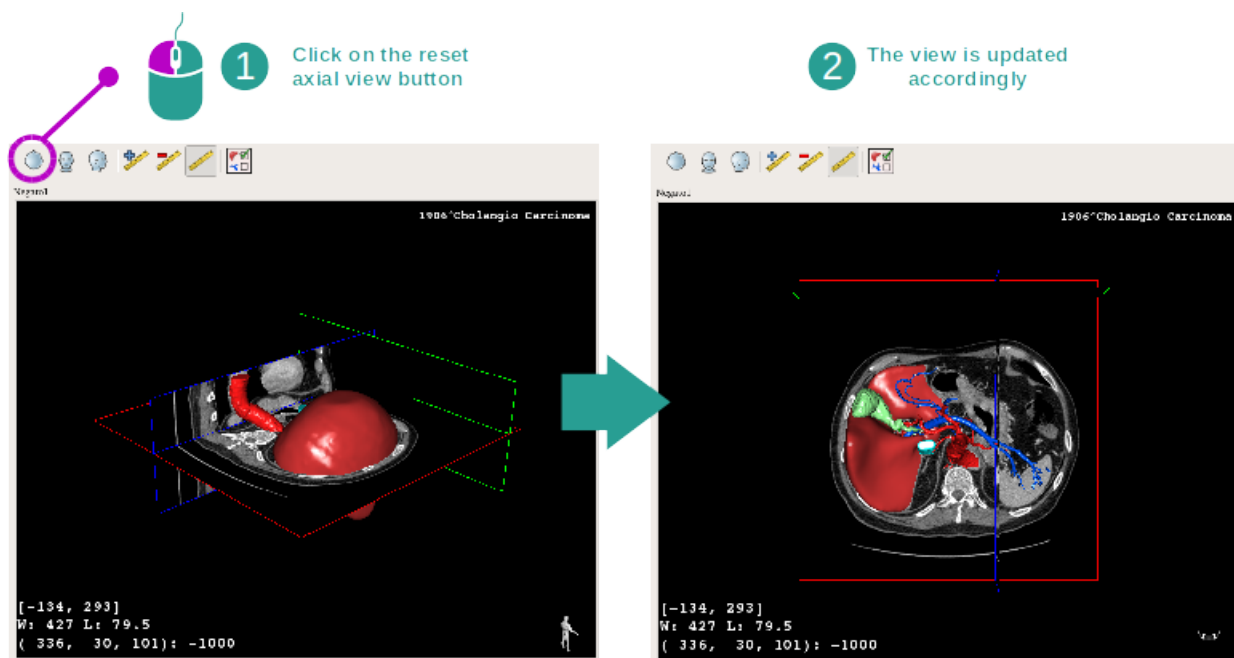 1
Click on the reset
axial view button
2
The view is updated
accordingly
Negato1
1906^Cholangio Carcinoma
[-134, 293]
W: 427 L: 79.5
( 336,  30, 101): -1000
Negato1
1906^Cholangio Carcinoma
[-134, 293]
W: 427 L: 79.5
( 336,  30, 101): -1000